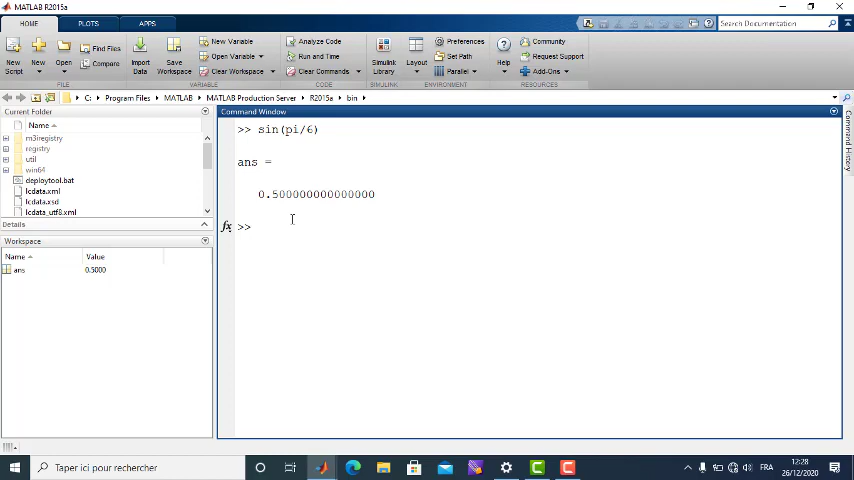 MATLAB R2015a
HOME PLOTS APPS
Search Documentation
New Script
New
Open
Find Files
Compare
Import Data
Save Workspace
New Variable
Open Variable
Clear Workspace
Analyze Code
Run and Time
Clear Commands
Simulink Library
Layout
Preferences
Set Path
Parallel
Help
Community
Request Support
Add-Ons
FILE VARIABLE CODE SIMULINK ENVIRONMENT RESOURCES
C: Program Files MATLAB MATLAB Production Server R2015a bin
Current Folder
Name
m3iregistry
registry
util
win64
deploytool.bat
lcdata.xml
lcdata.xsd
lcdata_utf8.xml
Details
Workspace
Name Value
ans 0.5000
Command Window
>> sin(pi/6)
ans =
0.500000000000000
fx >>
Command History
Taper ici pour rechercher
FRA
12:28
26/12/2020